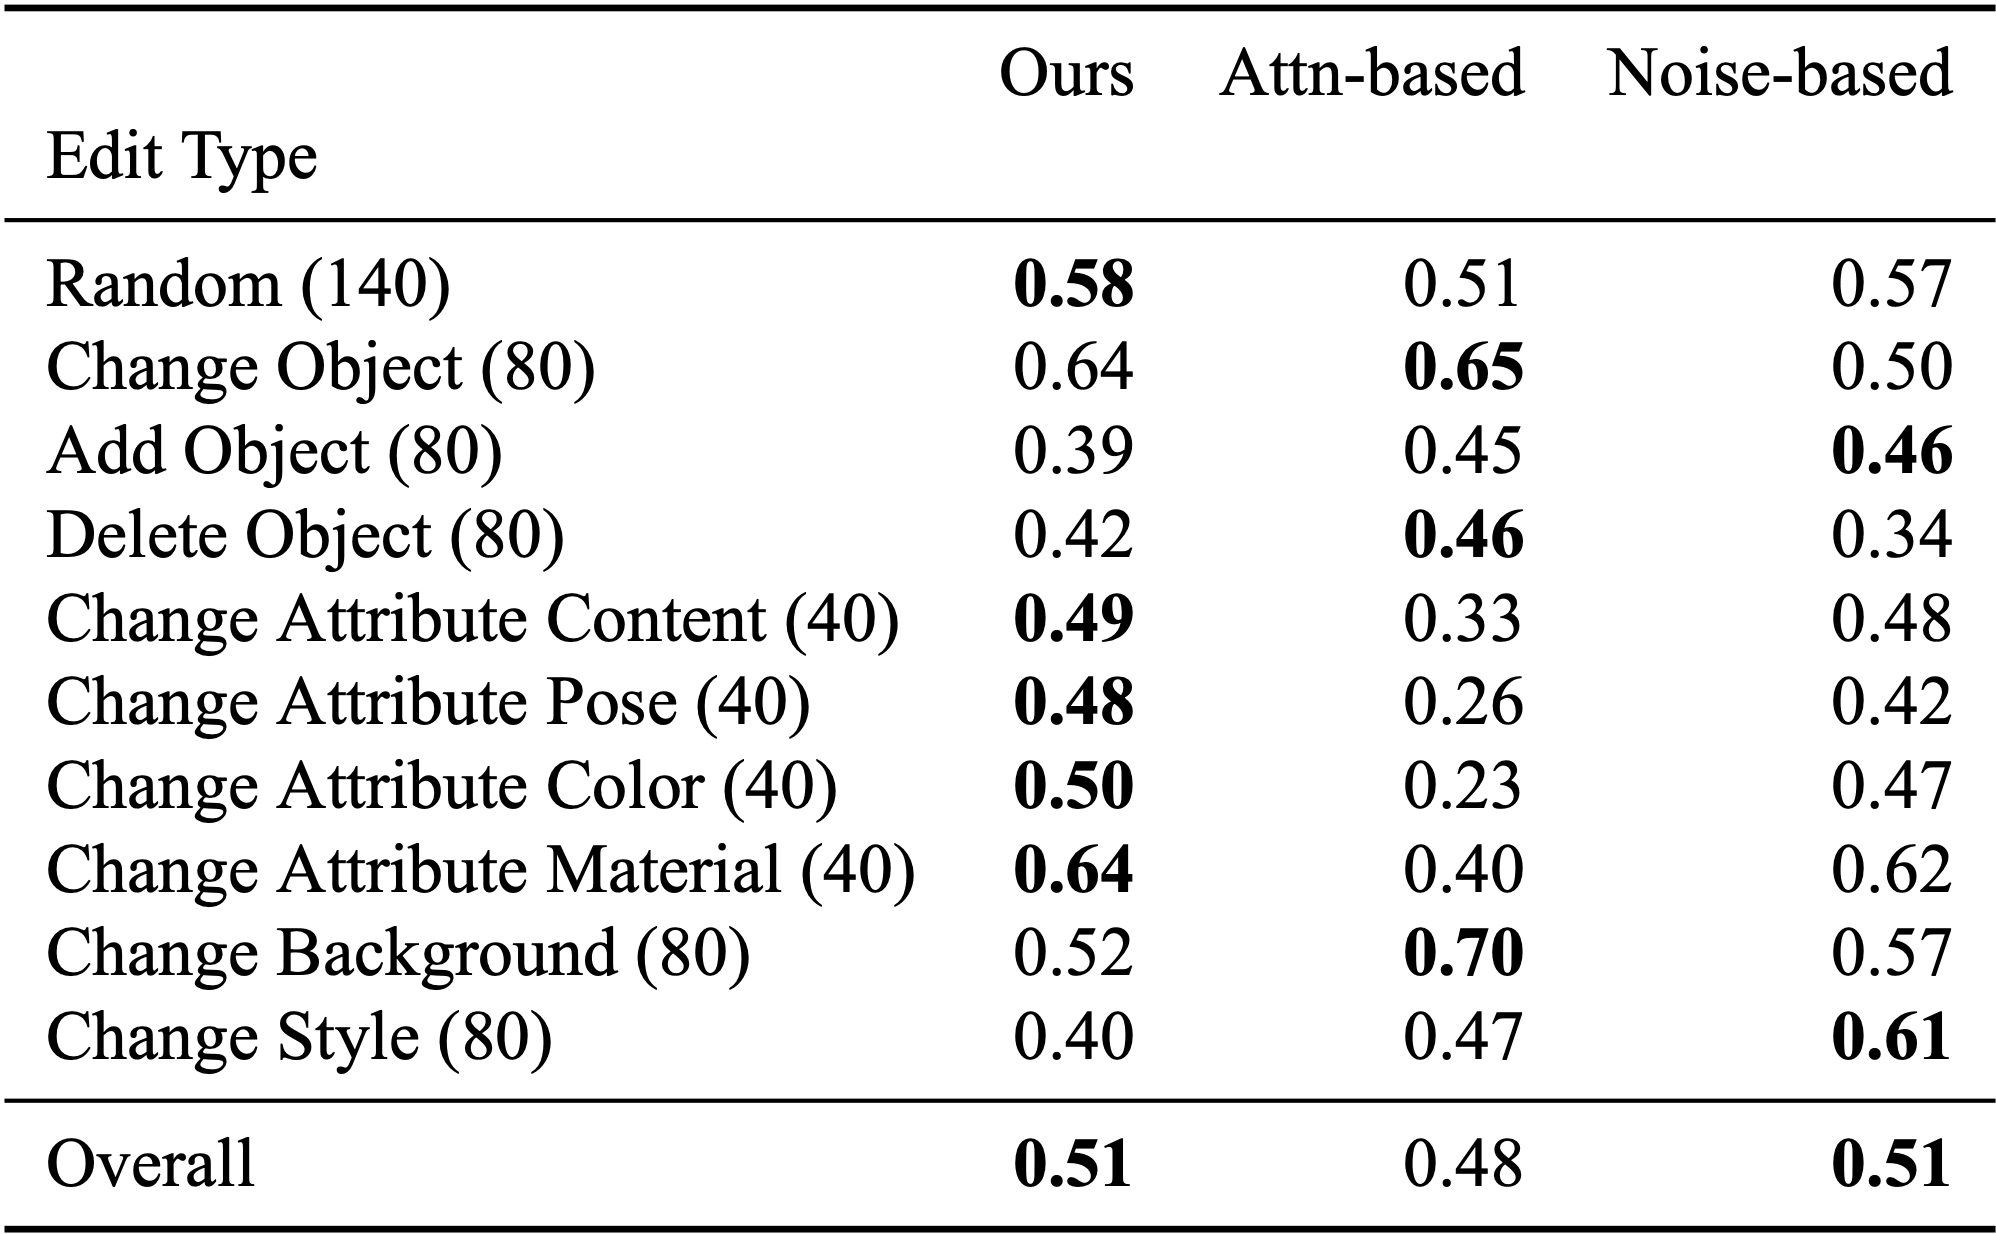 Ours Attn-based Noise-based
Edit Type
Random (140) 0.58 0.51 0.57
Change Object (80) 0.64 0.65 0.50
Add Object (80) 0.39 0.45 0.46
Delete Object (80) 0.42 0.46 0.34
Change Attribute Content (40) 0.49 0.33 0.48
Change Attribute Pose (40) 0.48 0.26 0.42
Change Attribute Color (40) 0.50 0.23 0.47
Change Attribute Material (40) 0.64 0.40 0.62
Change Background (80) 0.52 0.70 0.57
Change Style (80) 0.40 0.47 0.61
Overall 0.51 0.48 0.51